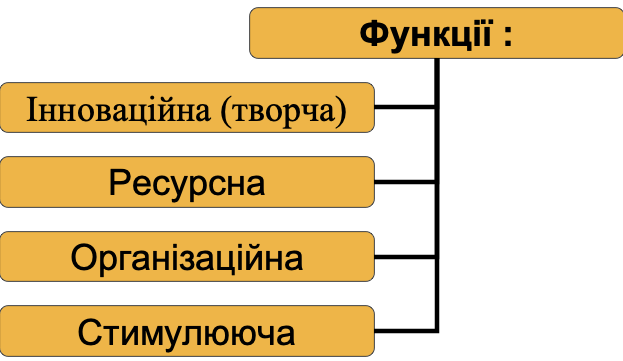 Функції :
Інноваційна (творча)
Ресурсна
Організаційна
Стимулююча